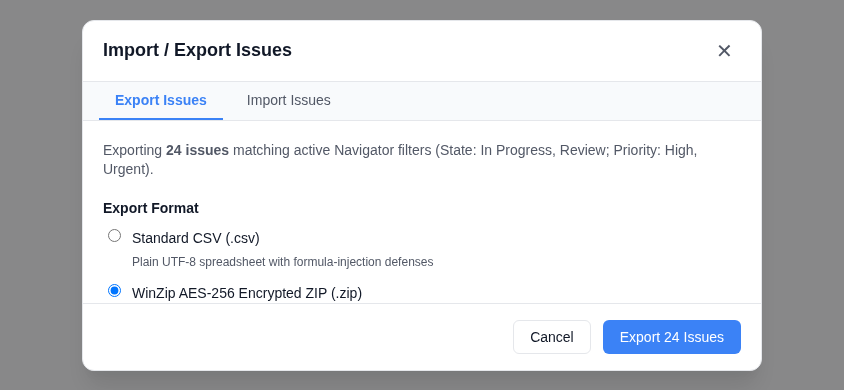 Import / Export Issues
✕
Export Issues
Import Issues
Exporting 24 issues matching active Navigator filters (State: In Progress, Review; Priority: High,
Urgent).
Export Format
Standard CSV (.csv)
Plain UTF-8 spreadsheet with formula-injection defenses
WinZip AES-256 Encrypted ZIP (.zip)
Cancel
Export 24 Issues